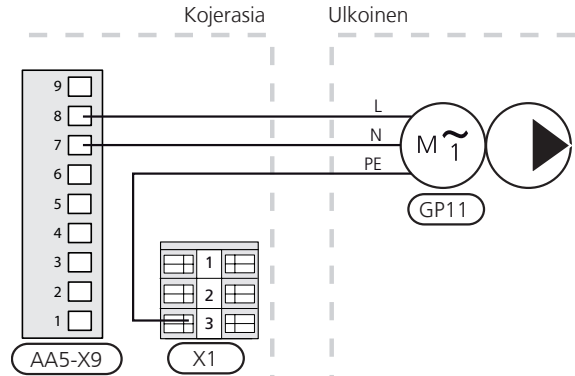 Kojerasia Ulkoinen
9
8 L
7 N
M ~ 1
6 PE
5 GP11
4
3 1
2 2
1 3
AA5-X9 X1